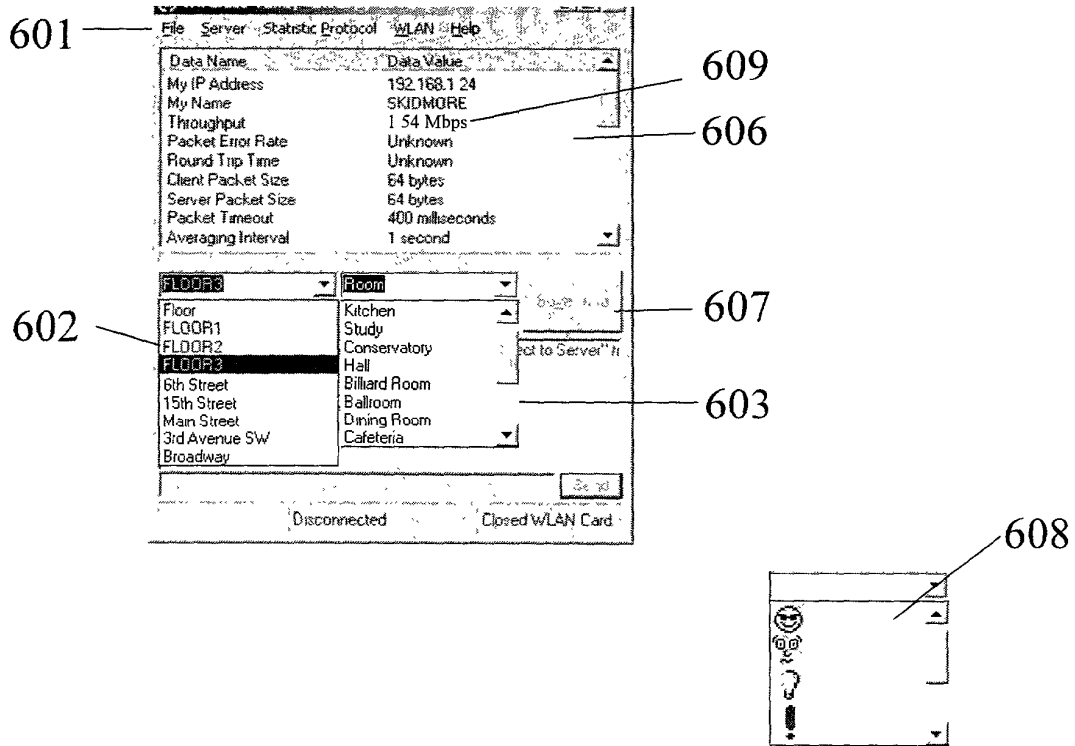 601
File Server Statistic Protocol WLAN Help
Data Name Data Value
My IP Address 192.168.1 24
My Name SKIDMORE
609
Throughput 1 54 Mbps
Packet Error Rate Unknown
606
Round Trip Time Unknown
Client Packet Size 64 bytes
Server Packet Size 64 bytes
Packet Timeout 400 milliseconds
Averaging Interval 1 second
FLOOR3 Room
607
Floor Kitchen
602
FLOOR1 Study
FLOOR2 Conservatory
ect to Server" fr
FLOOR3 Hall
6th Street Billiard Room
15th Street Ballroom
603
Main Street Dining Room
3rd Avenue SW Cafeteria
Broadway
Send
Disconnected Closed WLAN Card
608